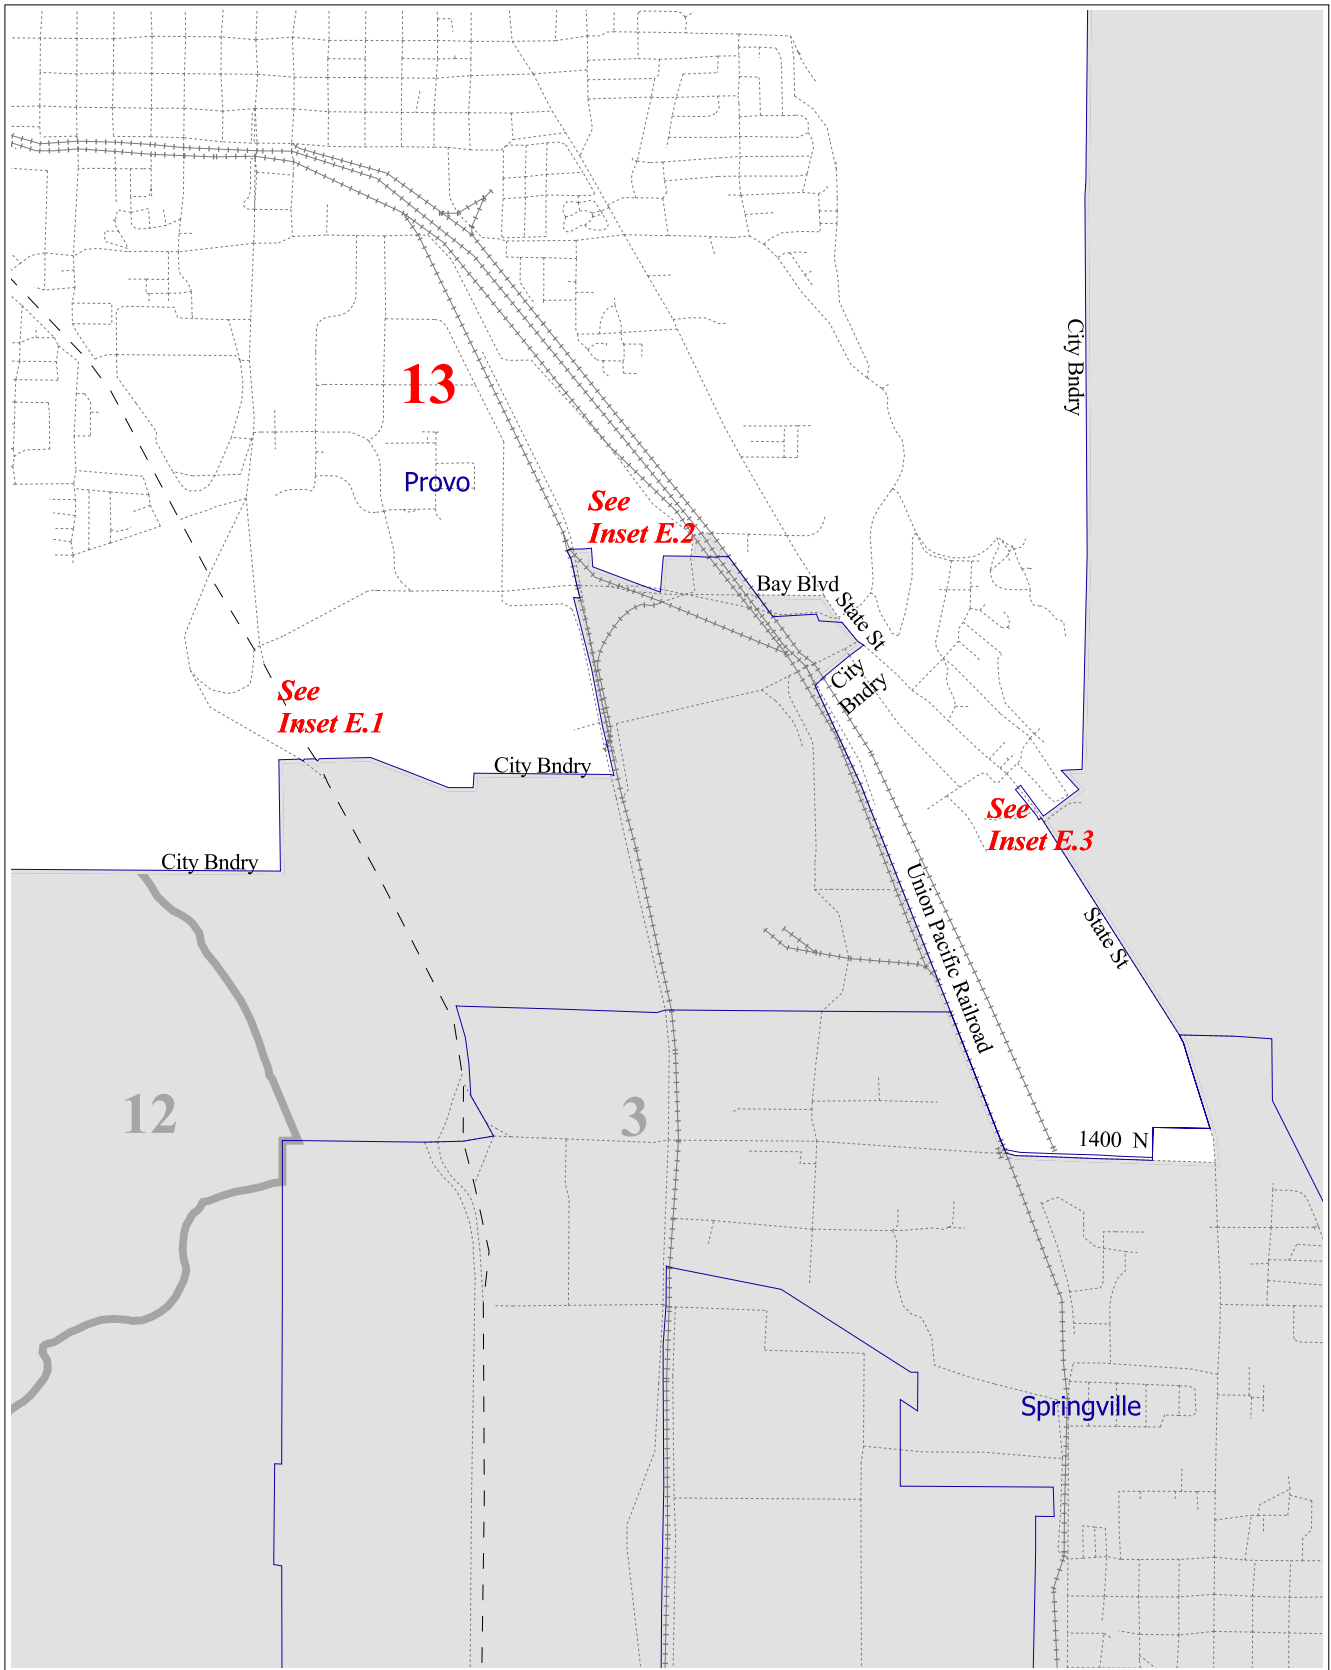 City Bndry
13
Provo
See
Inset E.2
Bay Blvd
State St
City
Bndry
See
Inset E.1
City Bndry
See
Inset E.3
City Bndry
Union Pacific Railroad
State St
12
3
1400 N
Springville